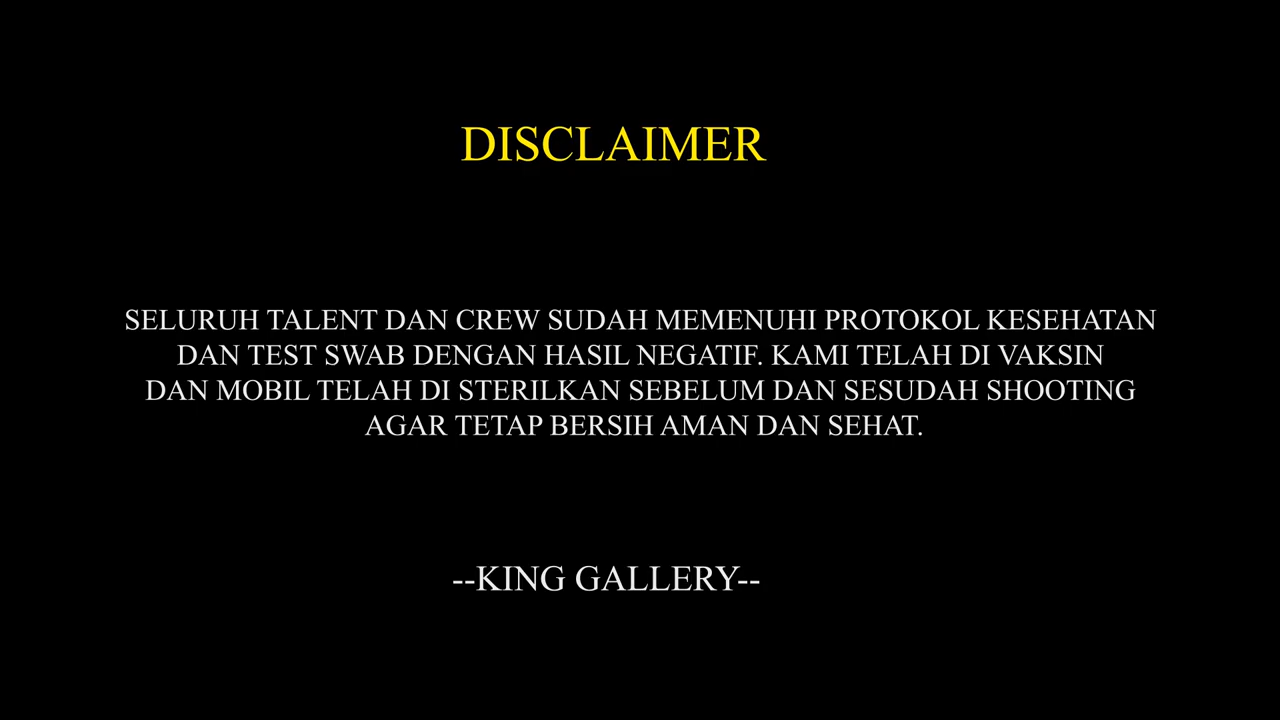 DISCLAIMER
SELURUH TALENT DAN CREW SUDAH MEMENUHI PROTOKOL KESEHATAN
DAN TEST SWAB DENGAN HASIL NEGATIF. KAMI TELAH DI VAKSIN
DAN MOBIL TELAH DI STERILKAN SEBELUM DAN SESUDAH SHOOTING
AGAR TETAP BERSIH AMAN DAN SEHAT.
--KING GALLERY--